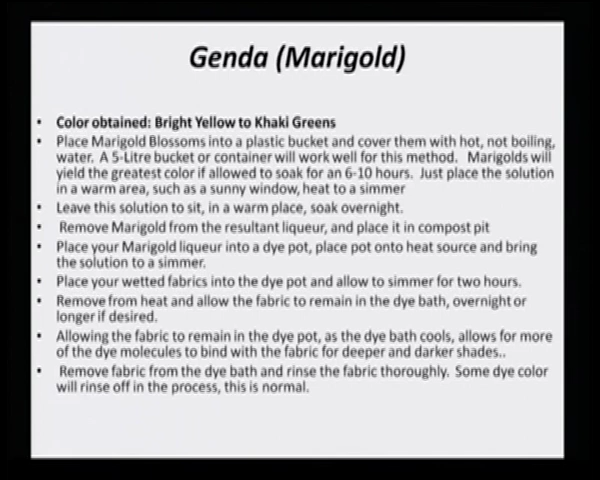 Genda (Marigold)
• Color obtained: Bright Yellow to Khaki Greens
• Place Marigold Blossoms into a plastic bucket and cover them with hot, not boiling,
water. A 5-Litre bucket or container will work well for this method. Marigolds will
yield the greatest color if allowed to soak for an 6-10 hours. Just place the solution
in a warm area, such as a sunny window, heat to a simmer
• Leave this solution to sit, in a warm place, soak overnight.
• Remove Marigold from the resultant liqueur, and place it in compost pit
• Place your Marigold liqueur into a dye pot, place pot onto heat source and bring
the solution to a simmer.
• Place your wetted fabrics into the dye pot and allow to simmer for two hours.
• Remove from heat and allow the fabric to remain in the dye bath, overnight or
longer if desired.
• Allowing the fabric to remain in the dye pot, as the dye bath cools, allows for more
of the dye molecules to bind with the fabric for deeper and darker shades..
• Remove fabric from the dye bath and rinse the fabric thoroughly. Some dye color
will rinse off in the process, this is normal.